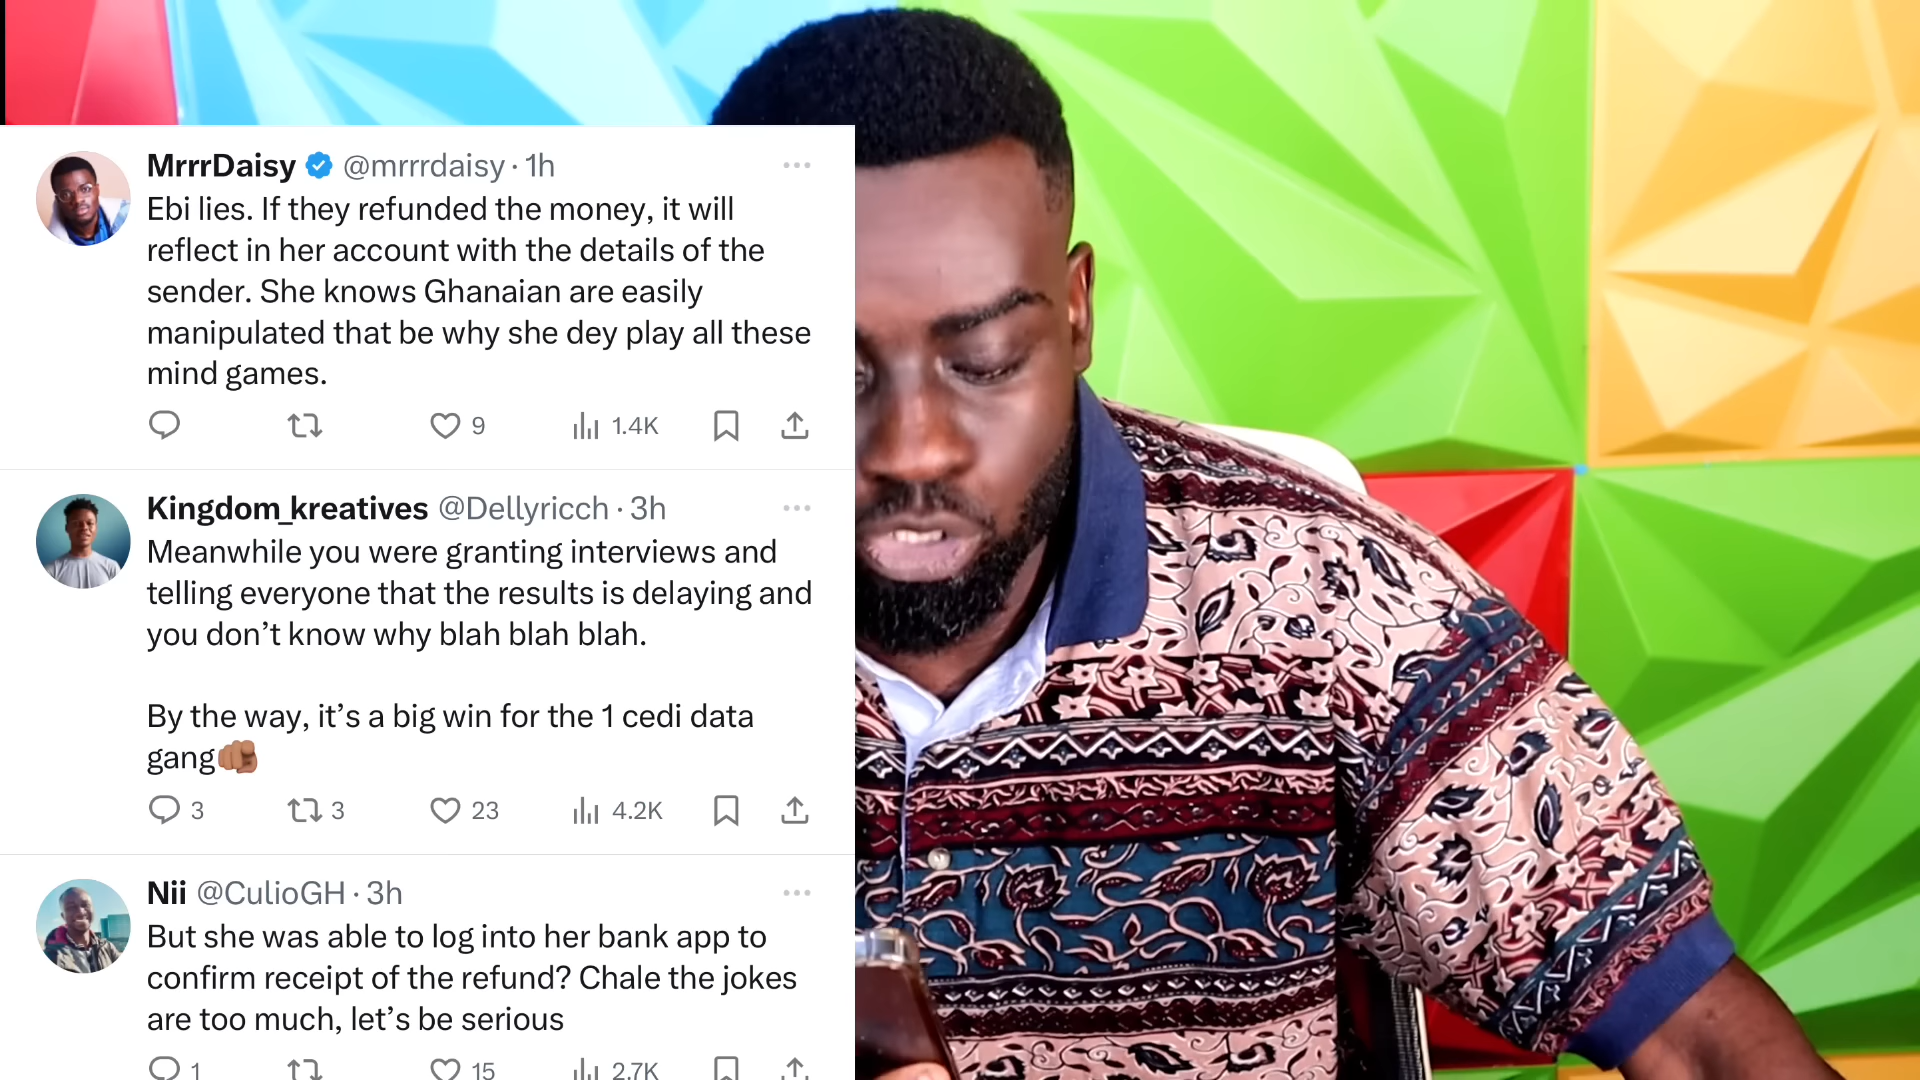 MrrrDaisy @mrrrdaisy · 1h
Ebi lies. If they refunded the money, it will
reflect in her account with the details of the
sender. She knows Ghanaian are easily
manipulated that be why she dey play all these
mind games.
9 1.4K
Kingdom_kreatives @Dellyricch · 3h
Meanwhile you were granting interviews and
telling everyone that the results is delaying and
you don’t know why blah blah blah.
By the way, it’s a big win for the 1 cedi data
gang🫵🏽
3 3 23 4.2K
Nii @CulioGH · 3h
But she was able to log into her bank app to
confirm receipt of the refund? Chale the jokes
are too much, let’s be serious
1 15 2.7K